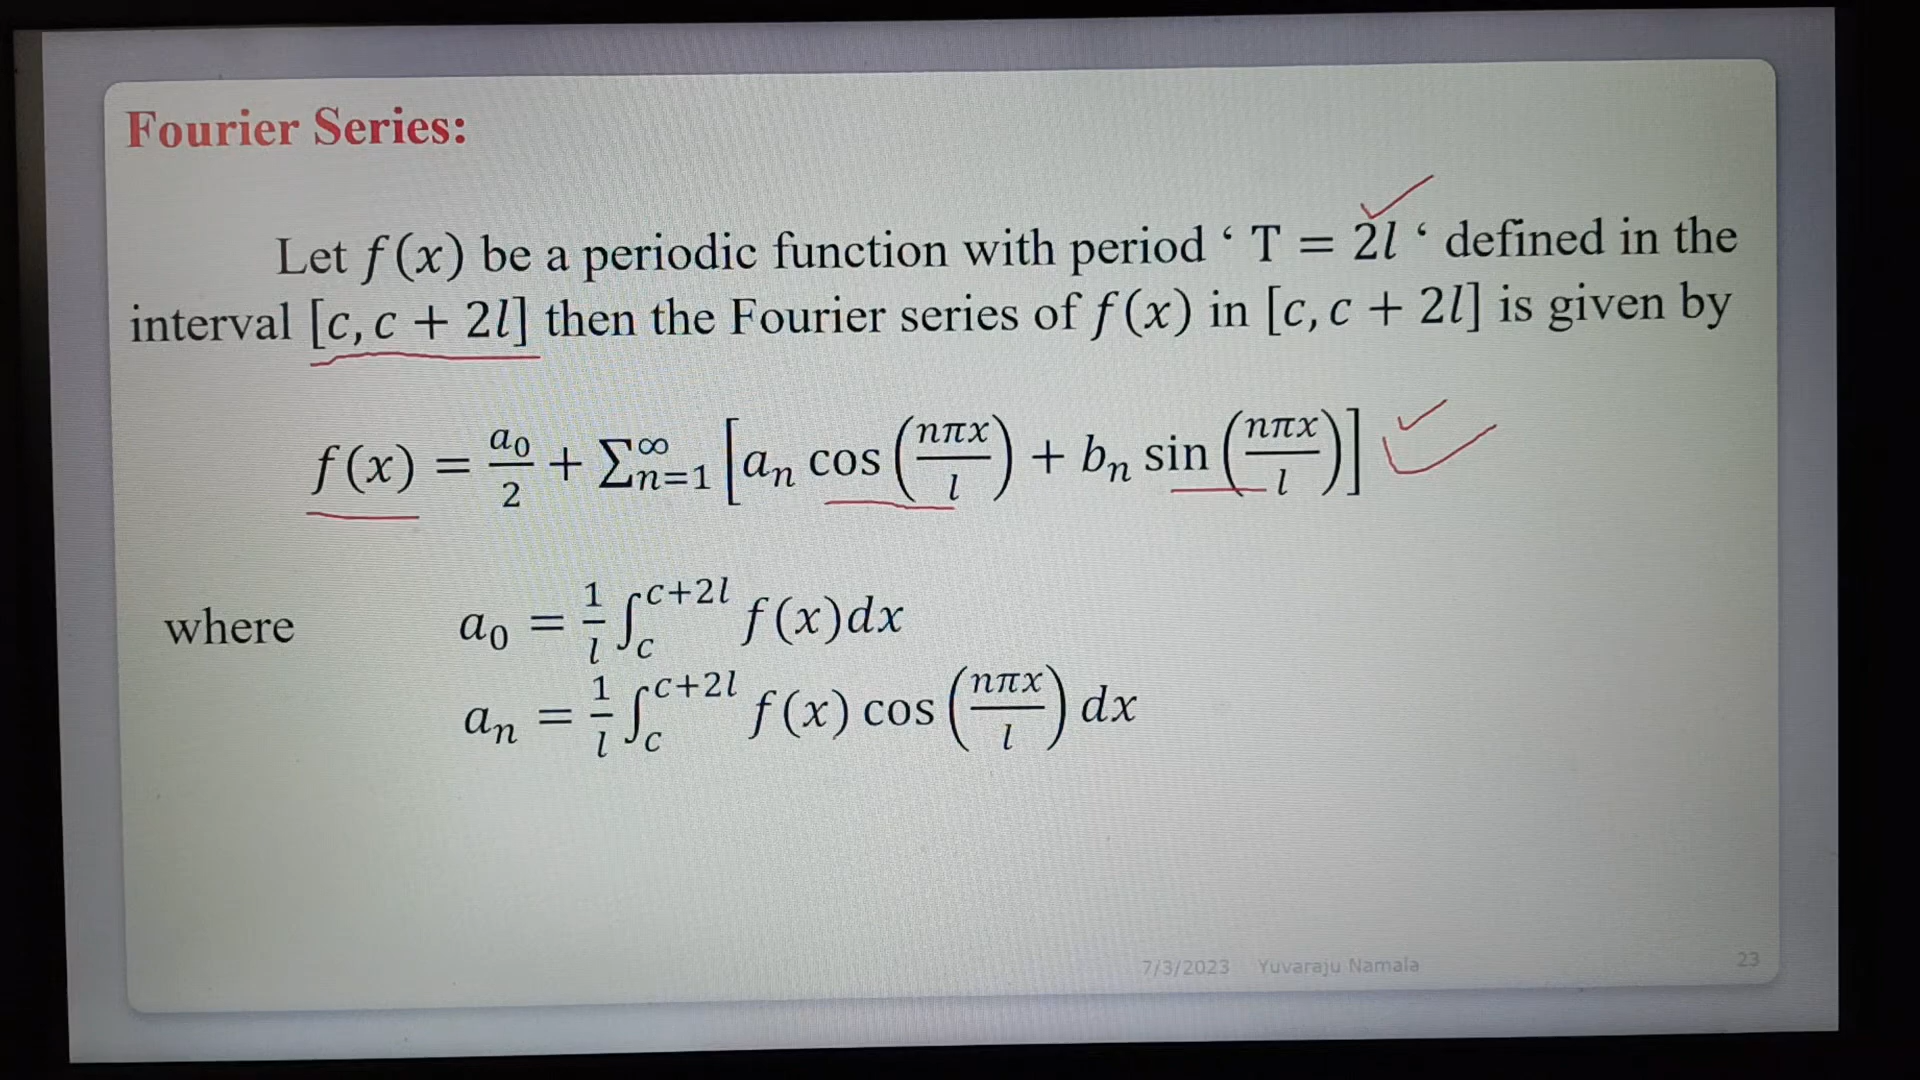 Fourier Series:
Let f(x) be a periodic function with period ‘ T = 2l ‘ defined in the
interval [c, c + 2l] then the Fourier series of f(x) in [c, c + 2l] is given by
f(x) = a₀/2 + ∑ₙ₌₁^∞ [aₙ cos(nπx/l) + bₙ sin(nπx/l)]
where a₀ = 1/l ∫_c^{c+2l} f(x)dx
aₙ = 1/l ∫_c^{c+2l} f(x) cos(nπx/l) dx
7/3/2023 Yuvaraju Namala 23